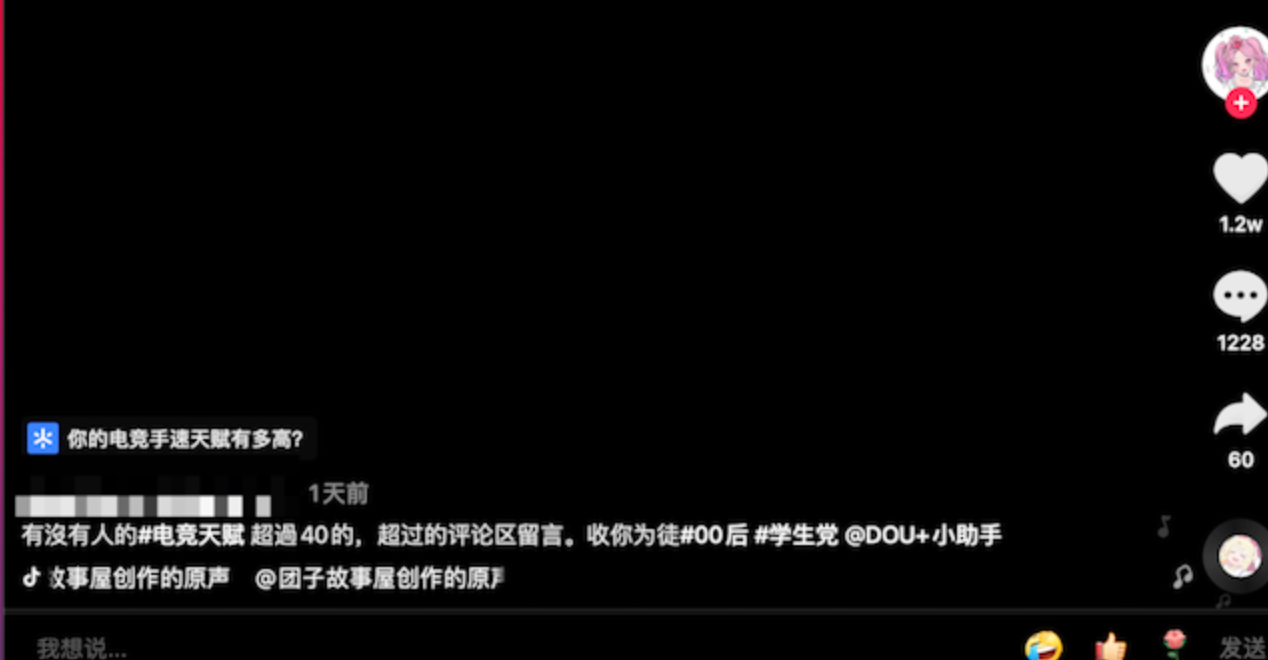 1.2w
1228
60
你的电竞手速天赋有多高?
1天前
有沒有人的#电竞天赋 超過40的，超过的评论区留言。收你为徒#00后 #学生党 @DOU+小助手
事屋创作的原声 @团子故事屋创作的原
我想说...
发送